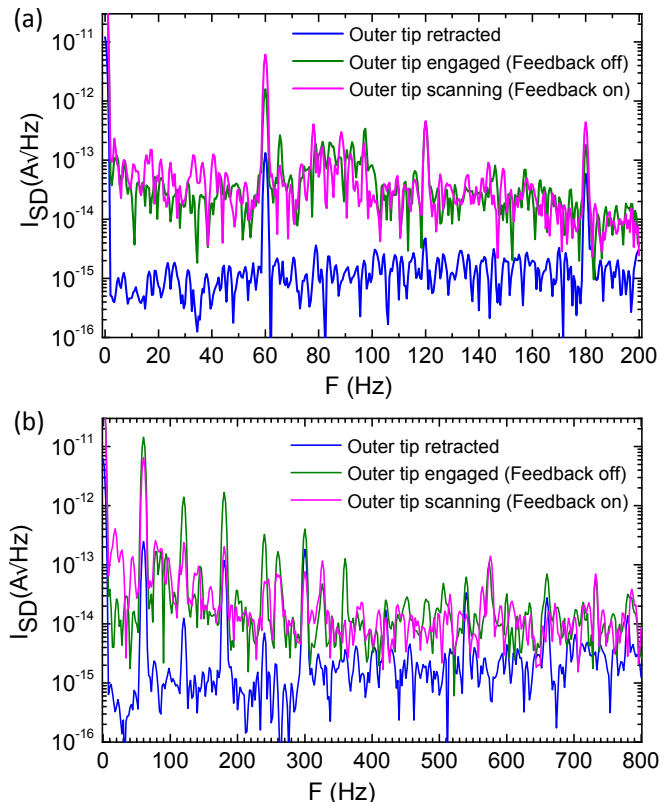 (a)
10⁻¹¹
10⁻¹²
10⁻¹³
10⁻¹⁴
10⁻¹⁵
10⁻¹⁶
I_SD(A√/Hz)
Outer tip retracted
Outer tip engaged (Feedback off)
Outer tip scanning (Feedback on)
0 20 40 60 80 100 120 140 160 180 200
F (Hz)
(b)
10⁻¹¹
10⁻¹²
10⁻¹³
10⁻¹⁴
10⁻¹⁵
10⁻¹⁶
I_SD(A√/Hz)
Outer tip retracted
Outer tip engaged (Feedback off)
Outer tip scanning (Feedback on)
0 100 200 300 400 500 600 700 800
F (Hz)